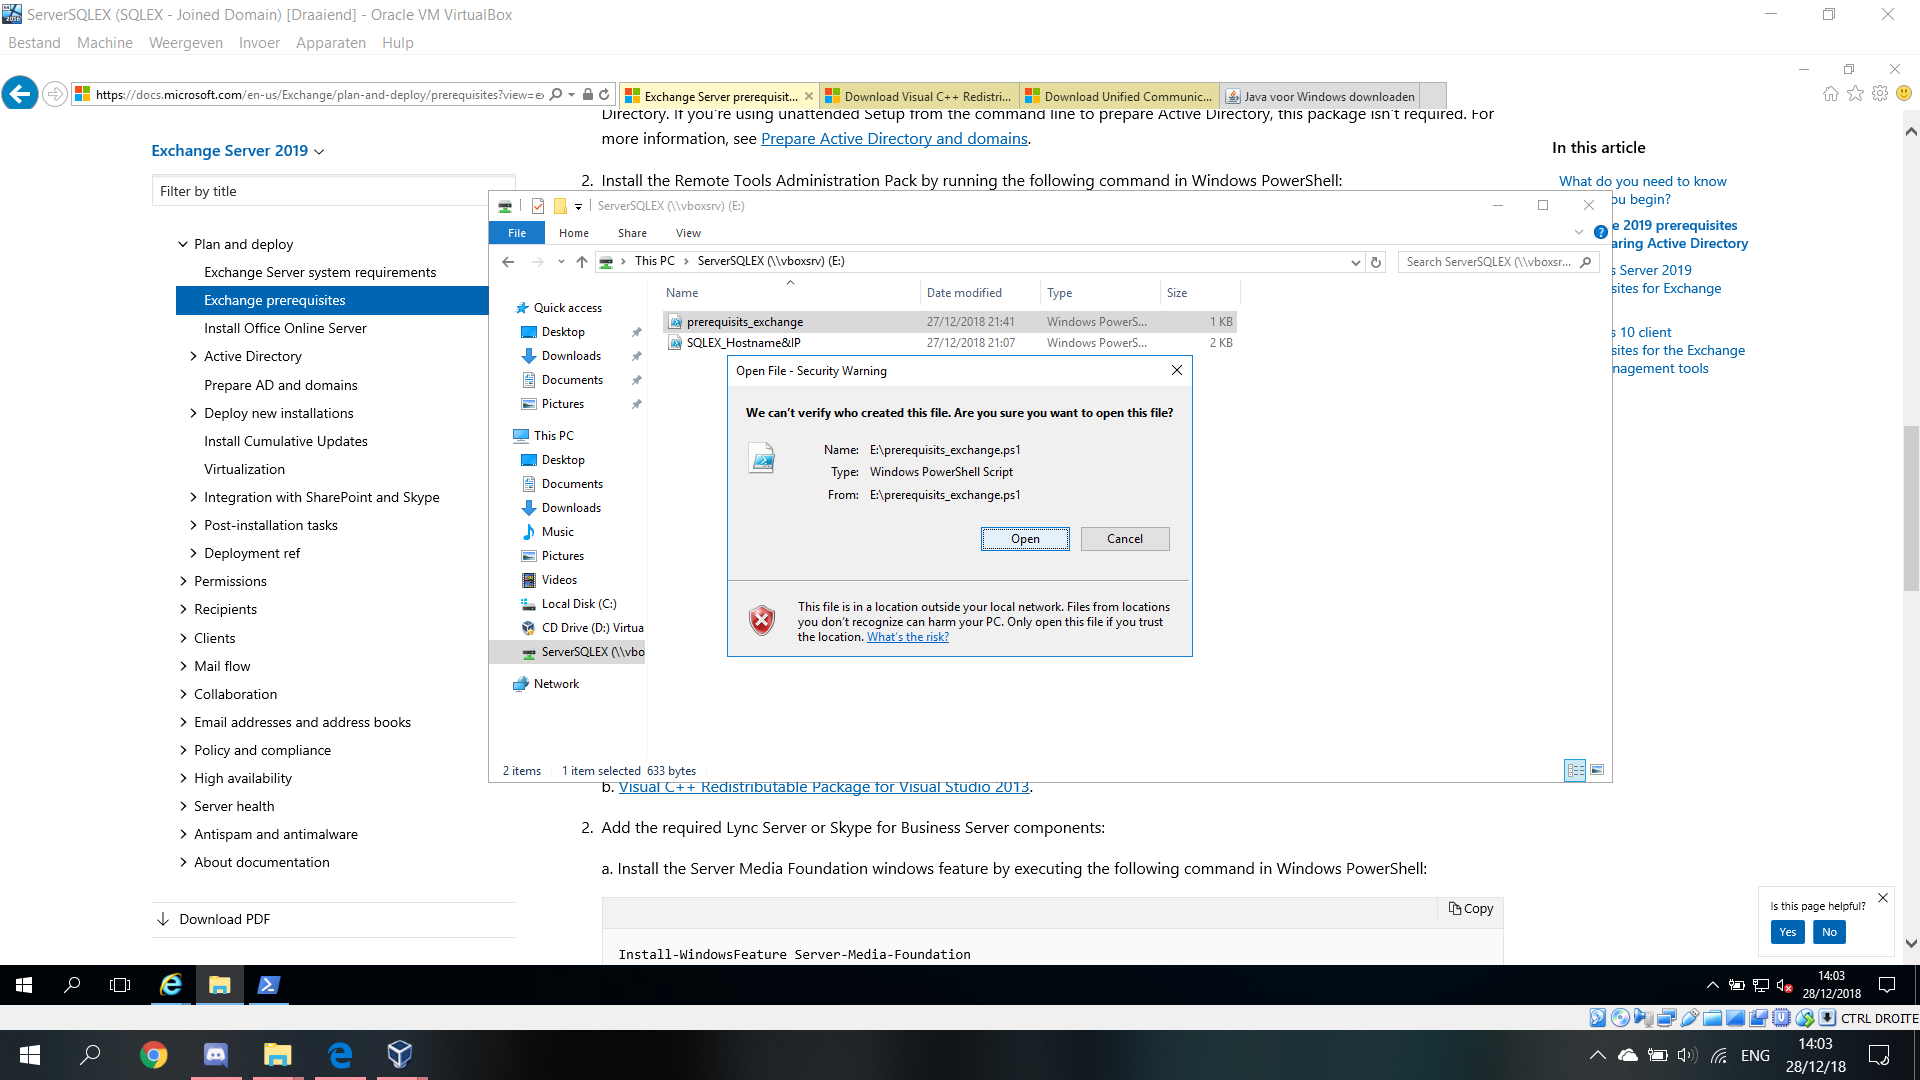 ServerSQLEX (SQLEX - Joined Domain) [Draaiend] - Oracle VM VirtualBox
Bestand Machine Weergeven Invoer Apparaten Hulp
https://docs.microsoft.com/en-us/Exchange/plan-and-deploy/prerequisites?view=e
Exchange Server prerequisit...
Download Visual C++ Redistri...
Download Unified Communic...
Java voor Windows downloaden
Directory. If you're using unattended Setup from the command line to prepare Active Directory, this package isn't required. For
more information, see Prepare Active Directory and domains.
2. Install the Remote Tools Administration Pack by running the following command in Windows PowerShell:
Exchange Server 2019
Filter by title
Plan and deploy
Exchange Server system requirements
Exchange prerequisites
Install Office Online Server
Active Directory
Prepare AD and domains
Deploy new installations
Install Cumulative Updates
Virtualization
Integration with SharePoint and Skype
Post-installation tasks
Deployment ref
Permissions
Recipients
Clients
Mail flow
Collaboration
Email addresses and address books
Policy and compliance
High availability
Server health
Antispam and antimalware
About documentation
Download PDF
In this article
What do you need to know
ou begin?
e 2019 prerequisites
aring Active Directory
s Server 2019
sites for Exchange
s 10 client
sites for the Exchange
nagement tools
ServerSQLEX (\\vboxsrv) (E:)
File Home Share View
This PC > ServerSQLEX (\\vboxsrv) (E:)
Search ServerSQLEX (\\vboxsr...
Name Date modified Type Size
prerequisits_exchange 27/12/2018 21:41 Windows PowerS... 1 KB
SQLEX_Hostname&IP 27/12/2018 21:07 Windows PowerS... 2 KB
Quick access
Desktop
Downloads
Documents
Pictures
This PC
Desktop
Documents
Downloads
Music
Pictures
Videos
Local Disk (C:)
CD Drive (D:) Virtua
ServerSQLEX (\\vbo
Network
2 items 1 item selected 633 bytes
Open File - Security Warning
We can't verify who created this file. Are you sure you want to open this file?
Name: E:\prerequisits_exchange.ps1
Type: Windows PowerShell Script
From: E:\prerequisits_exchange.ps1
Open Cancel
This file is in a location outside your local network. Files from locations
you don't recognize can harm your PC. Only open this file if you trust
the location. What's the risk?
b. Visual C++ Redistributable Package for Visual Studio 2013.
2. Add the required Lync Server or Skype for Business Server components:
a. Install the Server Media Foundation windows feature by executing the following command in Windows PowerShell:
Copy
Install-WindowsFeature Server-Media-Foundation
Is this page helpful?
Yes No
14:03
28/12/2018
CTRL DROITE
ENG
14:03
28/12/18